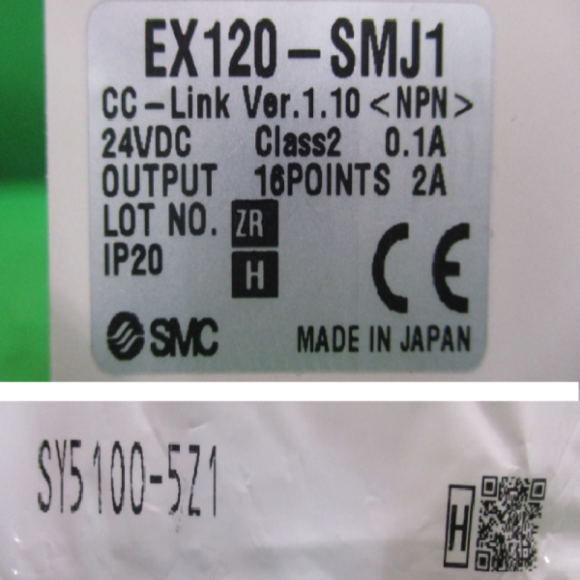 EX120-SMJ1
CC-Link Ver.1.10 <NPN>
24VDC Class2 0.1A
OUTPUT 16POINTS 2A
LOT NO. ZR
IP20 H
CE
SMC MADE IN JAPAN
SY5100-5Z1
H